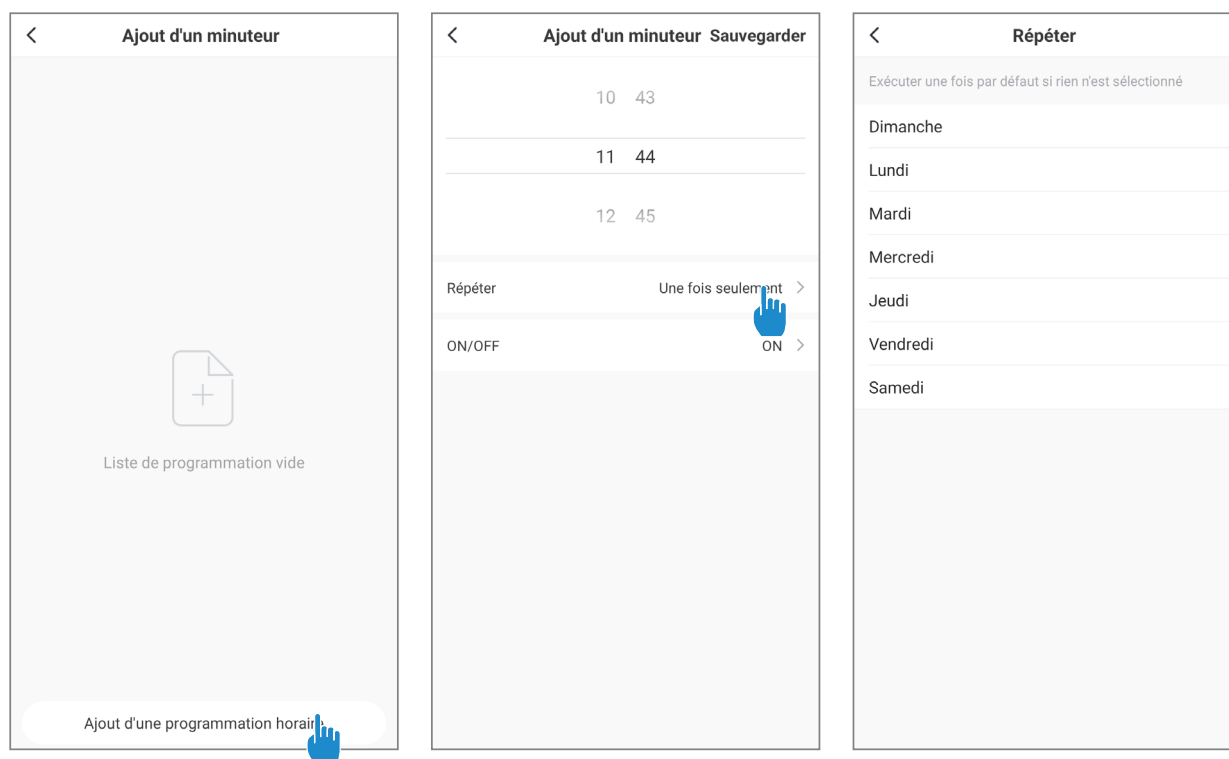 Ajout d'un minuteur
Liste de programmation vide
Ajout d'une programmation horaire
Ajout d'un minuteur Sauvegarder
10 43
11 44
12 45
Répéter Une fois seulement
ON/OFF ON
Répéter
Exécuter une fois par défaut si rien n'est sélectionné
Dimanche
Lundi
Mardi
Mercredi
Jeudi
Vendredi
Samedi